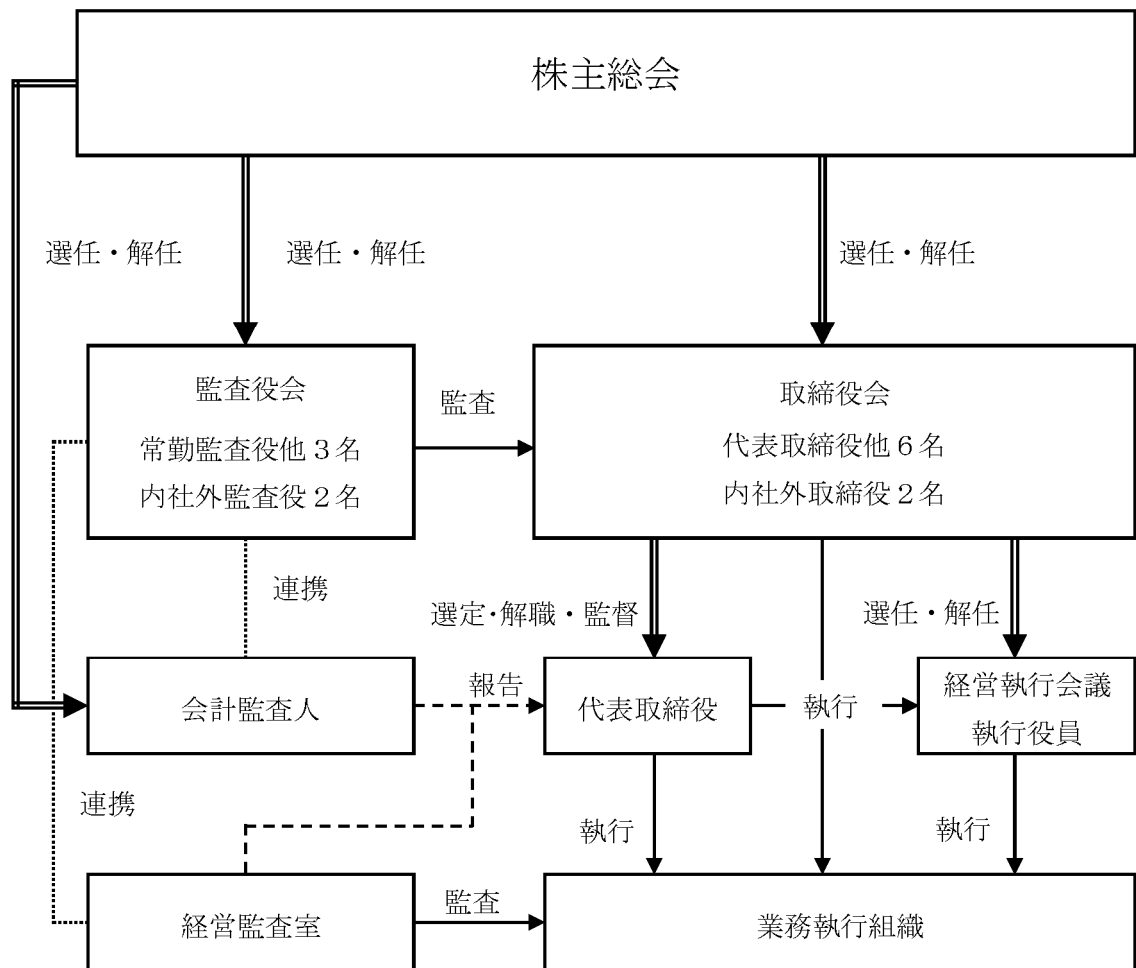 株主総会
選任・解任
選任・解任
選任・解任
監査役会
常勤監査役他３名
内社外監査役２名
監査
取締役会
代表取締役他６名
内社外取締役２名
連携
選定・解職・監督
選任・解任
会計監査人
報告
代表取締役
執行
経営執行会議
執行役員
連携
執行
執行
経営監査室
監査
業務執行組織